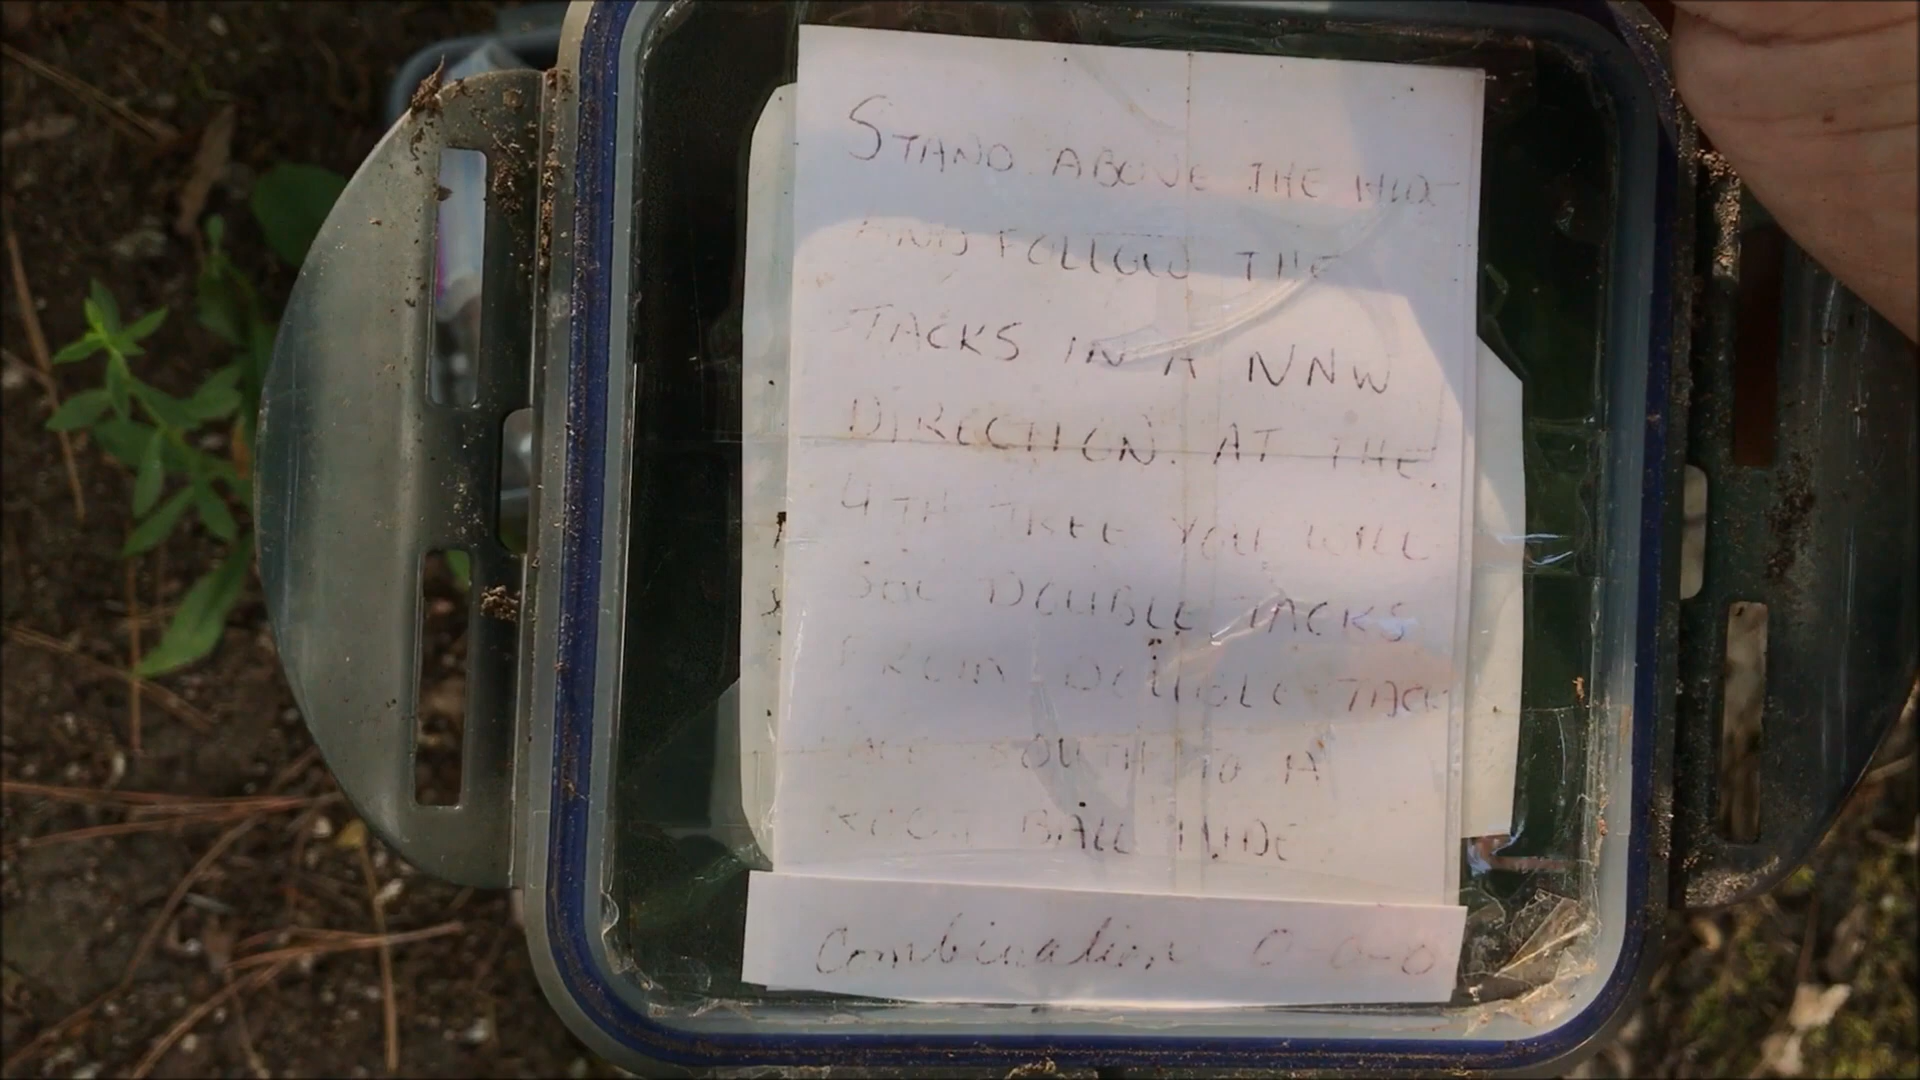 STAND ABOVE THE HIDE
AND FOLLOW THE
TACKS IN A NNW
DIRECTION. AT THE
4TH TREE YOU WILL
SEE DOUBLE TACKS
FROM DOUBLE TACK
SOUTH TO A
ROOT BALL HIDE
Combination 0-0-0